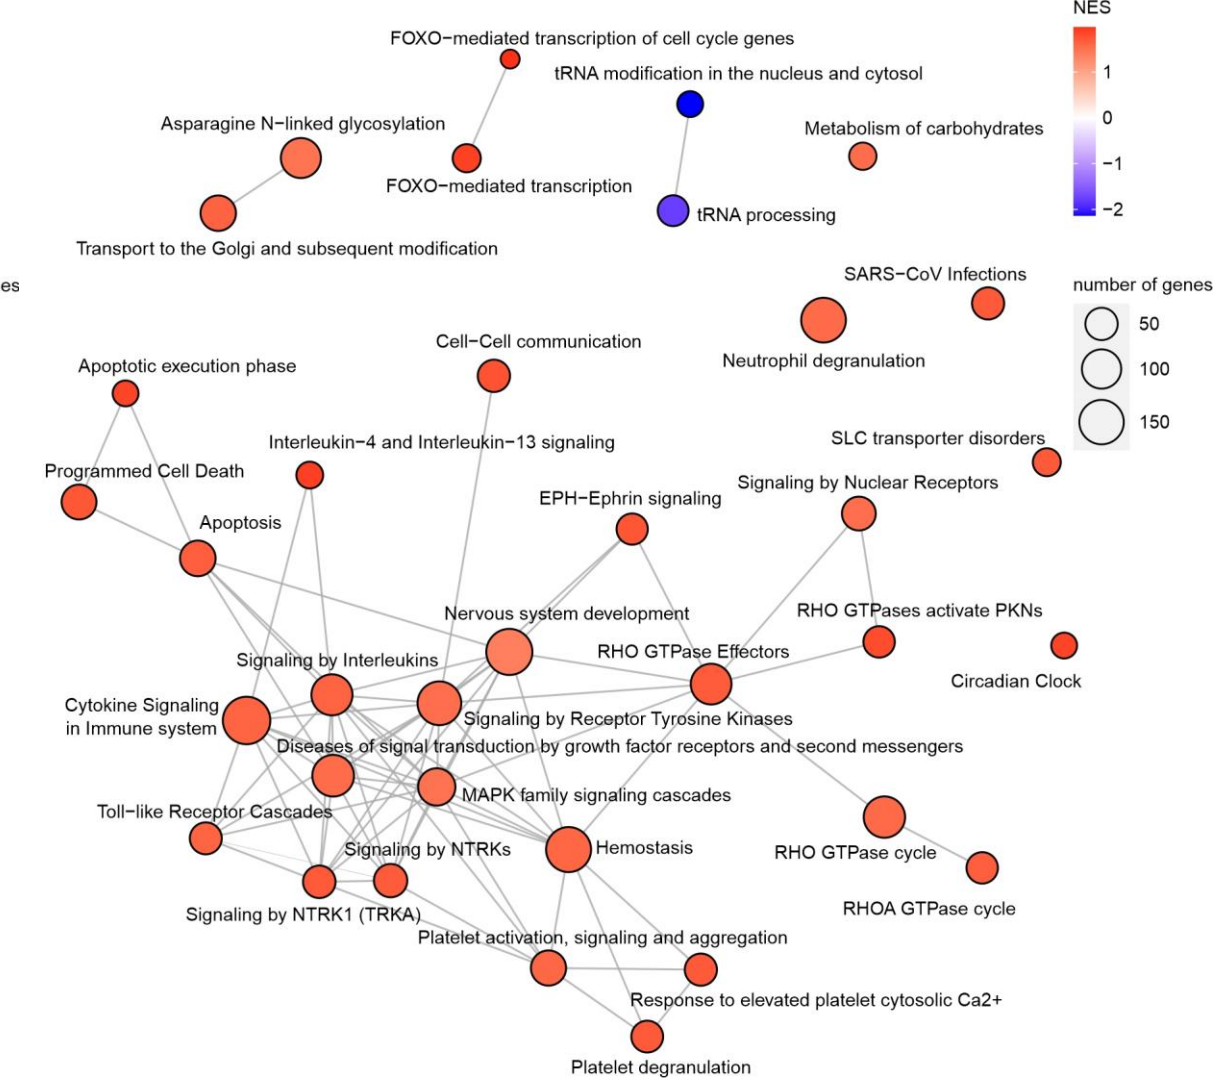 NES
FOXO−mediated transcription of cell cycle genes
tRNA modification in the nucleus and cytosol
1
Asparagine N−linked glycosylation
0
Metabolism of carbohydrates
−1
FOXO−mediated transcription
−2
tRNA processing
Transport to the Golgi and subsequent modification
SARS−CoV Infections
es
number of genes
50
Cell−Cell communication
Neutrophil degranulation
Apoptotic execution phase
100
150
SLC transporter disorders
Interleukin−4 and Interleukin−13 signaling
Programmed Cell Death
Signaling by Nuclear Receptors
EPH−Ephrin signaling
Apoptosis
Nervous system development
RHO GTPases activate PKNs
RHO GTPase Effectors
Signaling by Interleukins
Circadian Clock
Cytokine Signaling
in Immune system
Signaling by Receptor Tyrosine Kinases
Diseases of signal transduction by growth factor receptors and second messengers
MAPK family signaling cascades
Toll−like Receptor Cascades
Signaling by NTRKs
Hemostasis
RHO GTPase cycle
Signaling by NTRK1 (TRKA)
RHOA GTPase cycle
Platelet activation, signaling and aggregation
Response to elevated platelet cytosolic Ca2+
Platelet degranulation